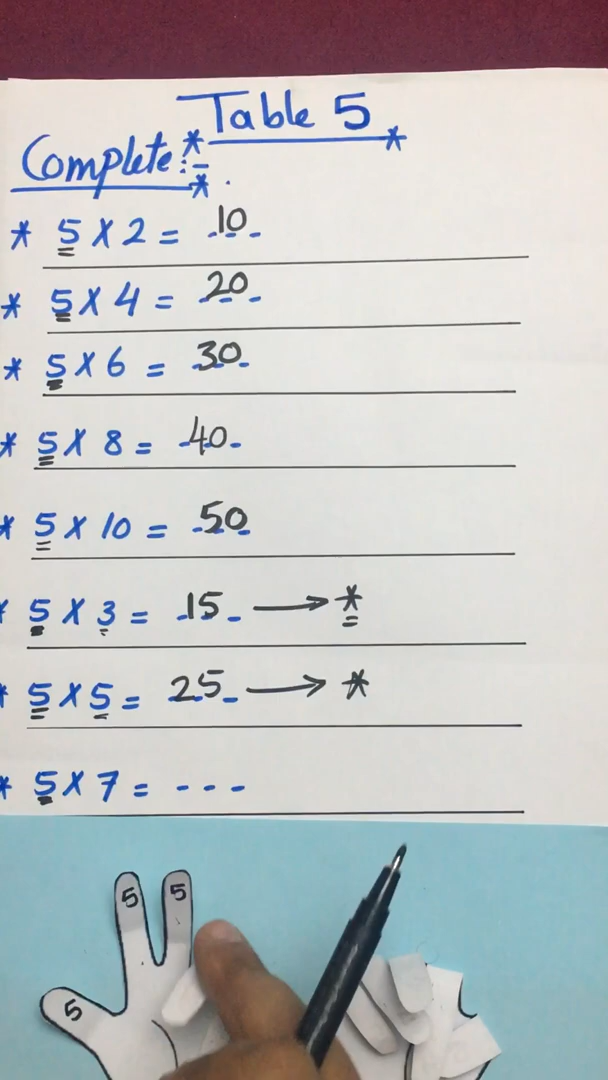 Table 5
Complete:-
* 5 X 2 = 10
* 5 X 4 = 20
* 5 X 6 = 30
* 5 X 8 = 40
* 5 X 10 = 50
* 5 X 3 = 15 → *
* 5 X 5 = 25 → *
* 5 X 7 = ---
5 5
5